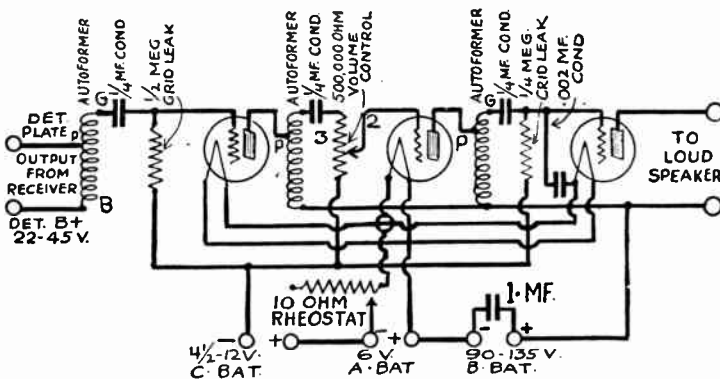 AUTOFORMER
G
1/4 MF. COND
1/2 MEG
GRID LEAK
DET.
PLATE P
OUTPUT
FROM
RECEIVER
B
DET. B+
22-45 V.
AUTOFORMER
1/4 MF. COND.
500,000 OHM
VOLUME
CONTROL
P
3
2
AUTOFORMER
G
1/4 MF. COND
1/4 MEG.
GRID LEAK
.002 MF.
COND
P
TO
LOUD
SPEAKER
10 OHM
RHEOSTAT
1. MF.
- + - + - +
4 1/2-12V.
C. BAT.
6 V.
A. BAT
90-135 V.
B. BAT.